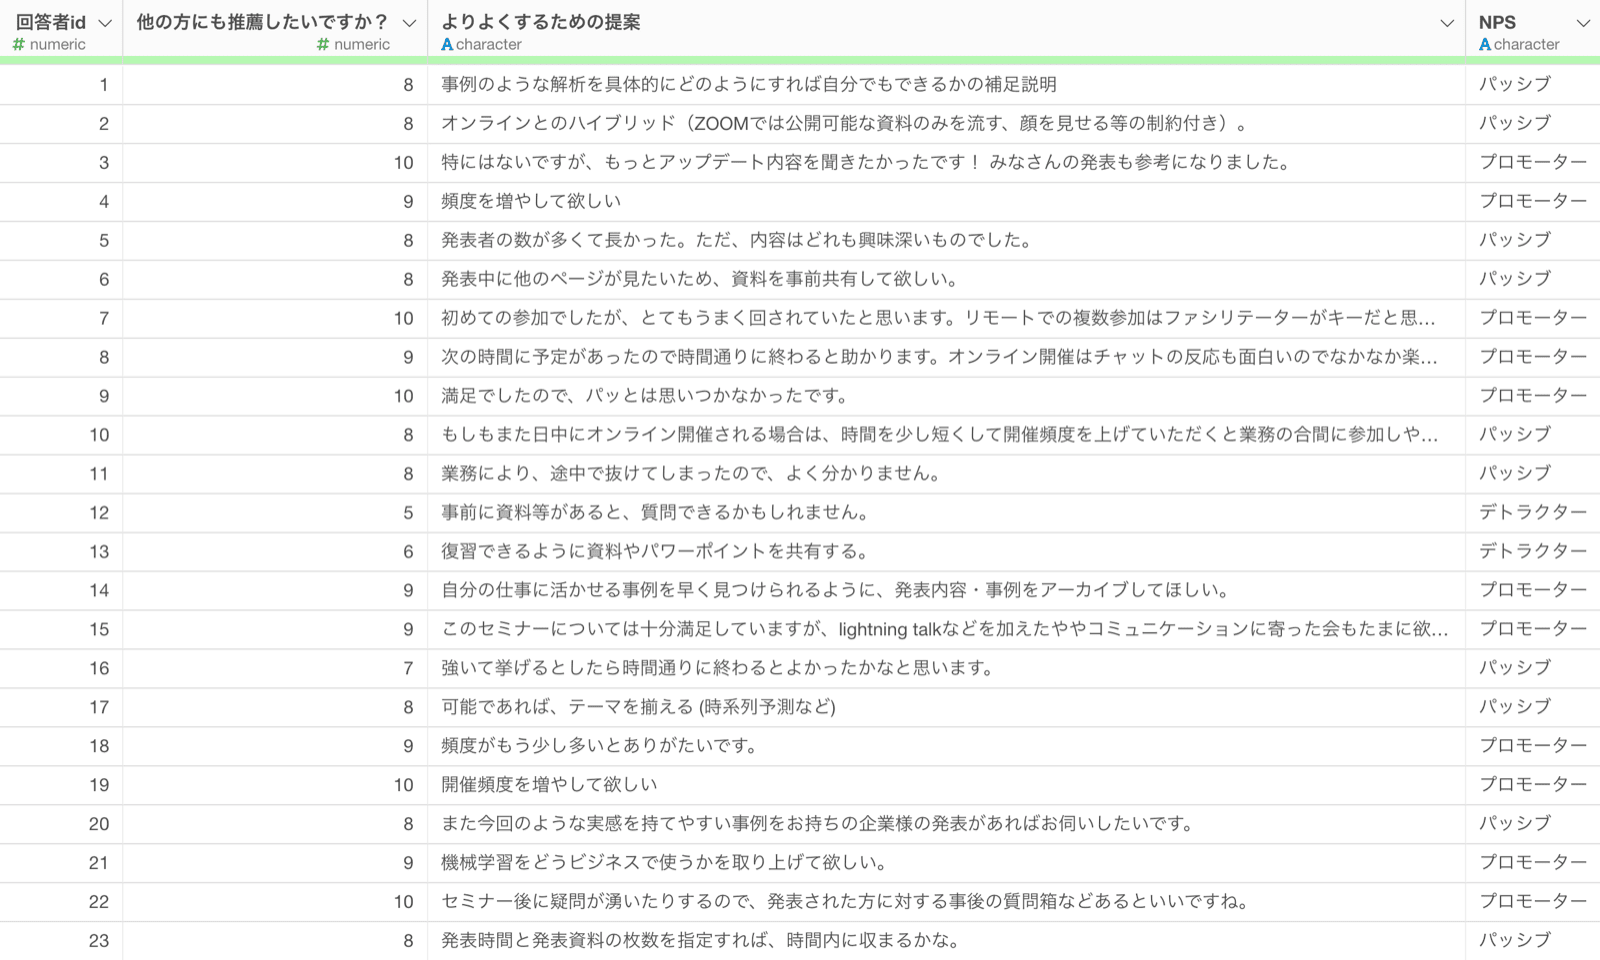 回答者id 他の方にも推薦したいですか？ よりよくするための提案 NPS
# numeric # numeric A character A character
1 8 事例のような解析を具体的にどのようにすれば自分でもできるかの補足説明 パッシブ
2 8 オンラインとのハイブリッド（ZOOMでは公開可能な資料のみを流す、顔を見せる等の制約付き）。 パッシブ
3 10 特にはないですが、もっとアップデート内容を聞きたかったです！ みなさんの発表も参考になりました。 プロモーター
4 9 頻度を増やして欲しい プロモーター
5 8 発表者の数が多くて長かった。ただ、内容はどれも興味深いものでした。 パッシブ
6 8 発表中に他のページが見たいため、資料を事前共有して欲しい。 パッシブ
7 10 初めての参加でしたが、とてもうまく回されていたと思います。リモートでの複数参加はファシリテーターがキーだと思… プロモーター
8 9 次の時間に予定があったので時間通りに終わると助かります。オンライン開催はチャットの反応も面白いのでなかなか楽… プロモーター
9 10 満足でしたので、パッとは思いつかなかったです。 プロモーター
10 8 もしもまた日中にオンライン開催される場合は、時間を少し短くして開催頻度を上げていただくと業務の合間に参加しや… パッシブ
11 8 業務により、途中で抜けてしまったので、よく分かりません。 パッシブ
12 5 事前に資料等があると、質問できるかもしれません。 デトラクター
13 6 復習できるように資料やパワーポイントを共有する。 デトラクター
14 9 自分の仕事に活かせる事例を早く見つけられるように、発表内容・事例をアーカイブしてほしい。 プロモーター
15 9 このセミナーについては十分満足していますが、lightning talkなどを加えたややコミュニケーションに寄った会もたまに欲… プロモーター
16 7 強いて挙げるとしたら時間通りに終わるとよかったかなと思います。 パッシブ
17 8 可能であれば、テーマを揃える (時系列予測など) パッシブ
18 9 頻度がもう少し多いとありがたいです。 プロモーター
19 10 開催頻度を増やして欲しい プロモーター
20 8 また今回のような実感を持てやすい事例をお持ちの企業様の発表があればお伺いしたいです。 パッシブ
21 9 機械学習をどうビジネスで使うかを取り上げて欲しい。 プロモーター
22 10 セミナー後に疑問が湧いたりするので、発表された方に対する事後の質問箱などあるといいですね。 プロモーター
23 8 発表時間と発表資料の枚数を指定すれば、時間内に収まるかな。 パッシブ